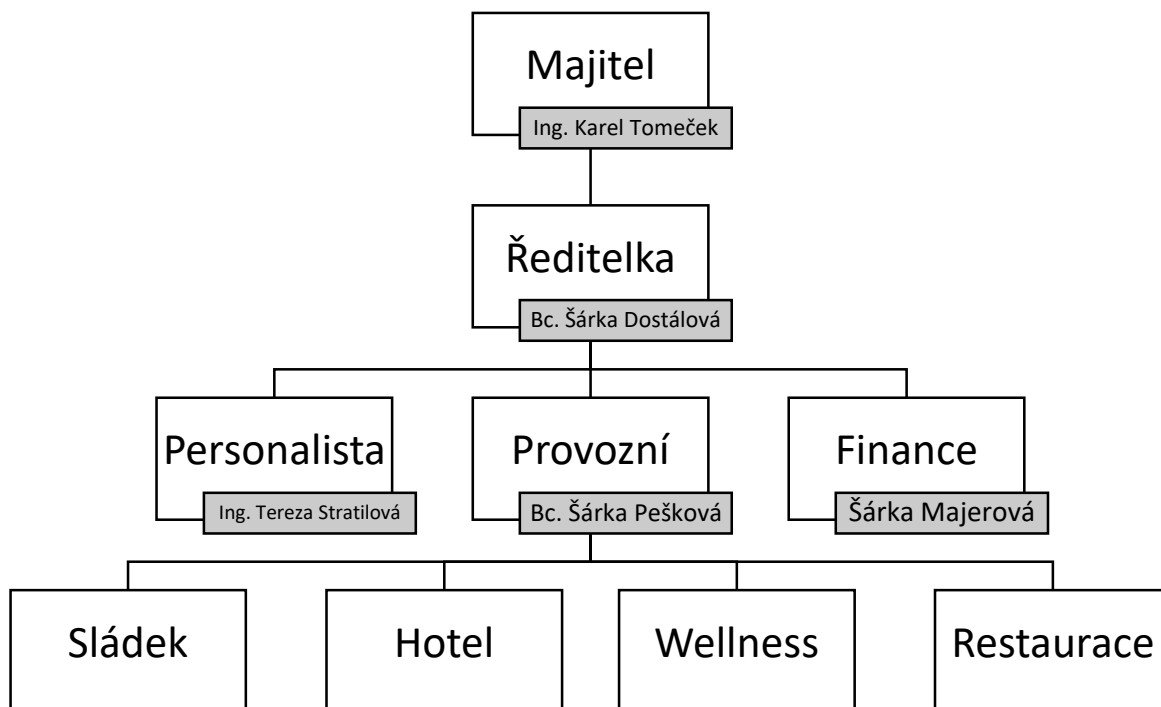 Majitel
Ing. Karel Tomeček
Ředitelka
Bc. Šárka Dostálová
Personalista
Ing. Tereza Stratilová
Provozní
Bc. Šárka Pešková
Finance
Šárka Majerová
Sládek
Hotel
Wellness
Restaurace